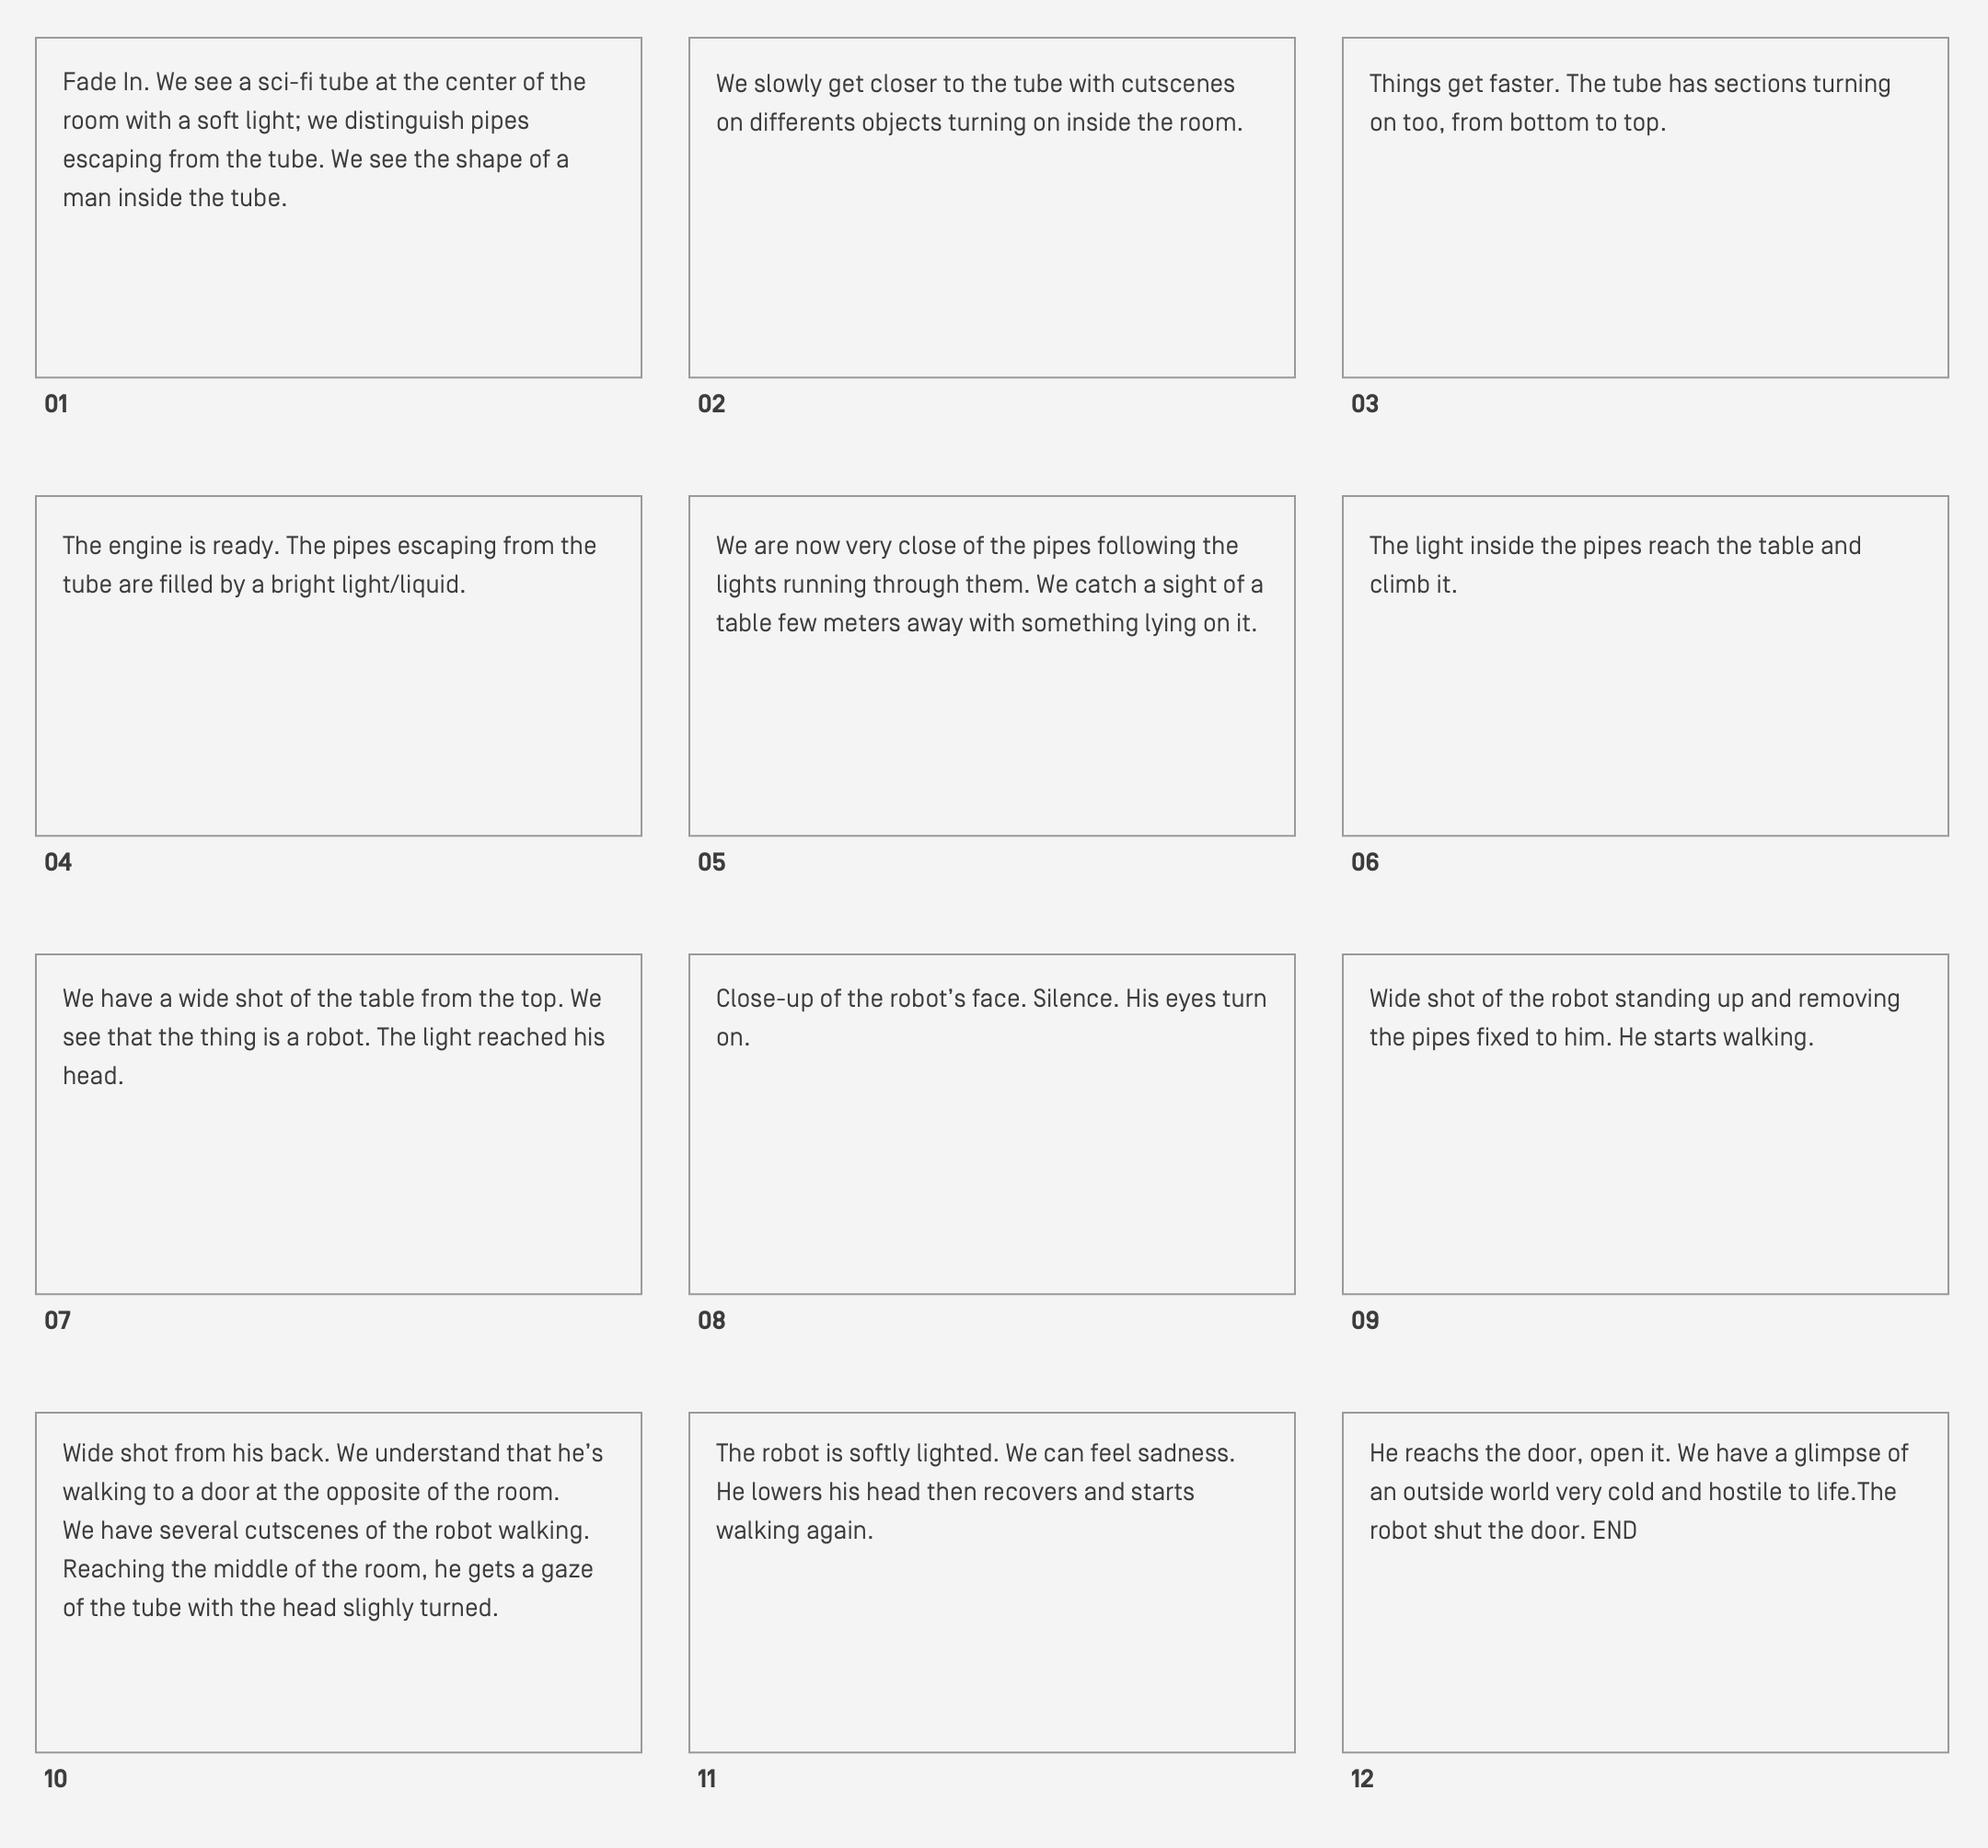 Fade In. We see a sci-fi tube at the center of the
room with a soft light; we distinguish pipes
escaping from the tube. We see the shape of a
man inside the tube.
01
We slowly get closer to the tube with cutscenes
on differents objects turning on inside the room.
02
Things get faster. The tube has sections turning
on too, from bottom to top.
03
The engine is ready. The pipes escaping from the
tube are filled by a bright light/liquid.
04
We are now very close of the pipes following the
lights running through them. We catch a sight of a
table few meters away with something lying on it.
05
The light inside the pipes reach the table and
climb it.
06
We have a wide shot of the table from the top. We
see that the thing is a robot. The light reached his
head.
07
Close-up of the robot’s face. Silence. His eyes turn
on.
08
Wide shot of the robot standing up and removing
the pipes fixed to him. He starts walking.
09
Wide shot from his back. We understand that he’s
walking to a door at the opposite of the room.
We have several cutscenes of the robot walking.
Reaching the middle of the room, he gets a gaze
of the tube with the head slighly turned.
10
The robot is softly lighted. We can feel sadness.
He lowers his head then recovers and starts
walking again.
11
He reachs the door, open it. We have a glimpse of
an outside world very cold and hostile to life.The
robot shut the door. END
12